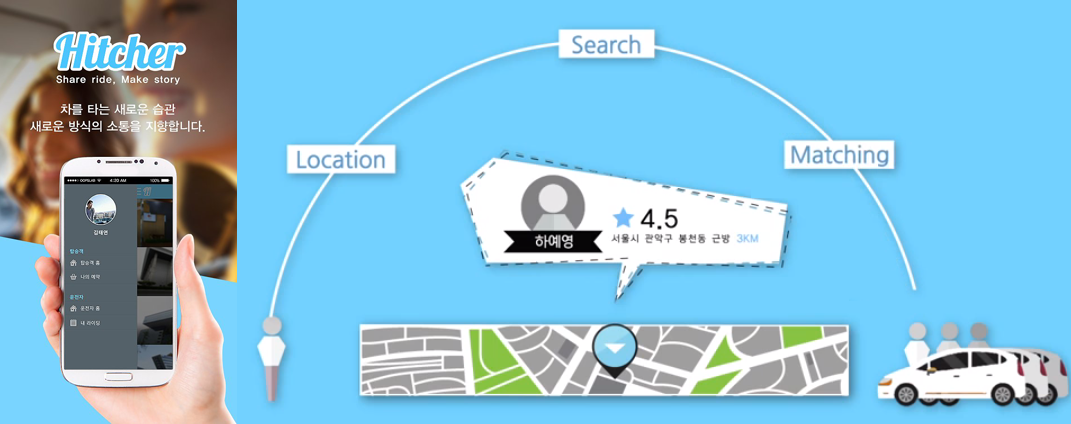 Hitcher
Share ride, Make story
차를 타는 새로운 습관
새로운 방식의 소통을 지향합니다.
4:20 AM
100%
김태연
탑승객
탑승객 홈
나의 예약
운전자
운전자 홈
내 라이딩
Search
Location
Matching
4.5
하예영
서울시 관악구 봉천동 근방 3KM